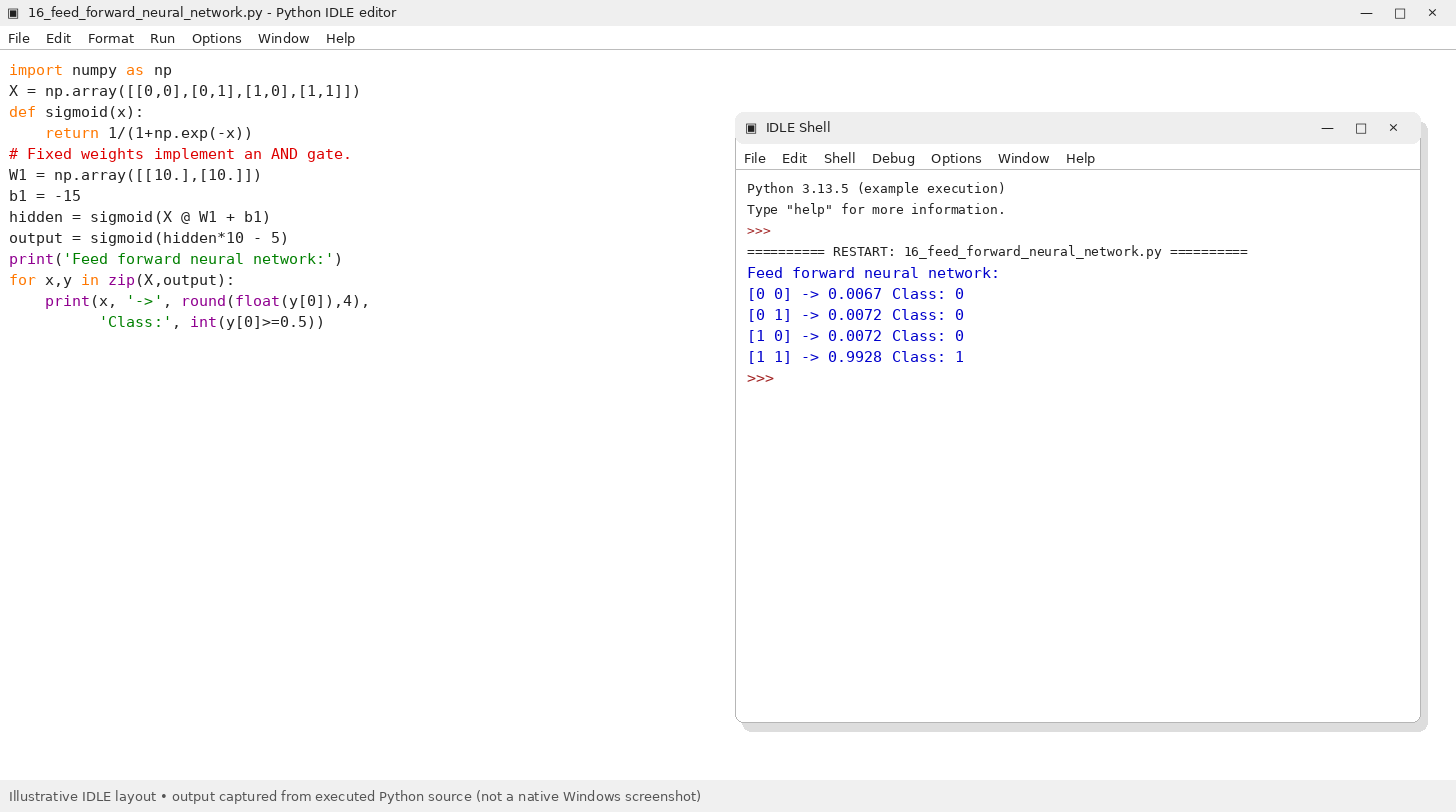 16_feed_forward_neural_network.py - Python IDLE editor
File Edit Format Run Options Window Help
import numpy as np
X = np.array([[0,0],[0,1],[1,0],[1,1]])
def sigmoid(x):
    return 1/(1+np.exp(-x))
# Fixed weights implement an AND gate.
W1 = np.array([[10.],[10.]])
b1 = -15
hidden = sigmoid(X @ W1 + b1)
output = sigmoid(hidden*10 - 5)
print('Feed forward neural network:')
for x,y in zip(X,output):
    print(x, '->', round(float(y[0]),4),
          'Class:', int(y[0]>=0.5))
IDLE Shell
File Edit Shell Debug Options Window Help
Python 3.13.5 (example execution)
Type "help" for more information.
>>>
========== RESTART: 16_feed_forward_neural_network.py ==========
Feed forward neural network:
[0 0] -> 0.0067 Class: 0
[0 1] -> 0.0072 Class: 0
[1 0] -> 0.0072 Class: 0
[1 1] -> 0.9928 Class: 1
>>>
Illustrative IDLE layout • output captured from executed Python source (not a native Windows screenshot)